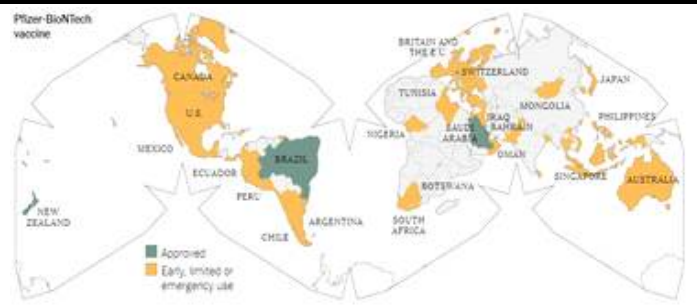 Pfizer-BioNTech
vaccine
BRITAIN AND
THE E.U.
CANADA
SWITZERLAND
TUNISIA
JAPAN
U.S.
MONGOLIA
IRAQ
BAHRAIN
PHILIPPINES
NIGERIA
SAUDI
ARABIA
MEXICO
OMAN
BRAZIL
ECUADOR
SINGAPORE
AUSTRALIA
PERU
BOTSWANA
NEW
ZEALAND
ARGENTINA
SOUTH
AFRICA
CHILE
Approved
Early, limited or
emergency use